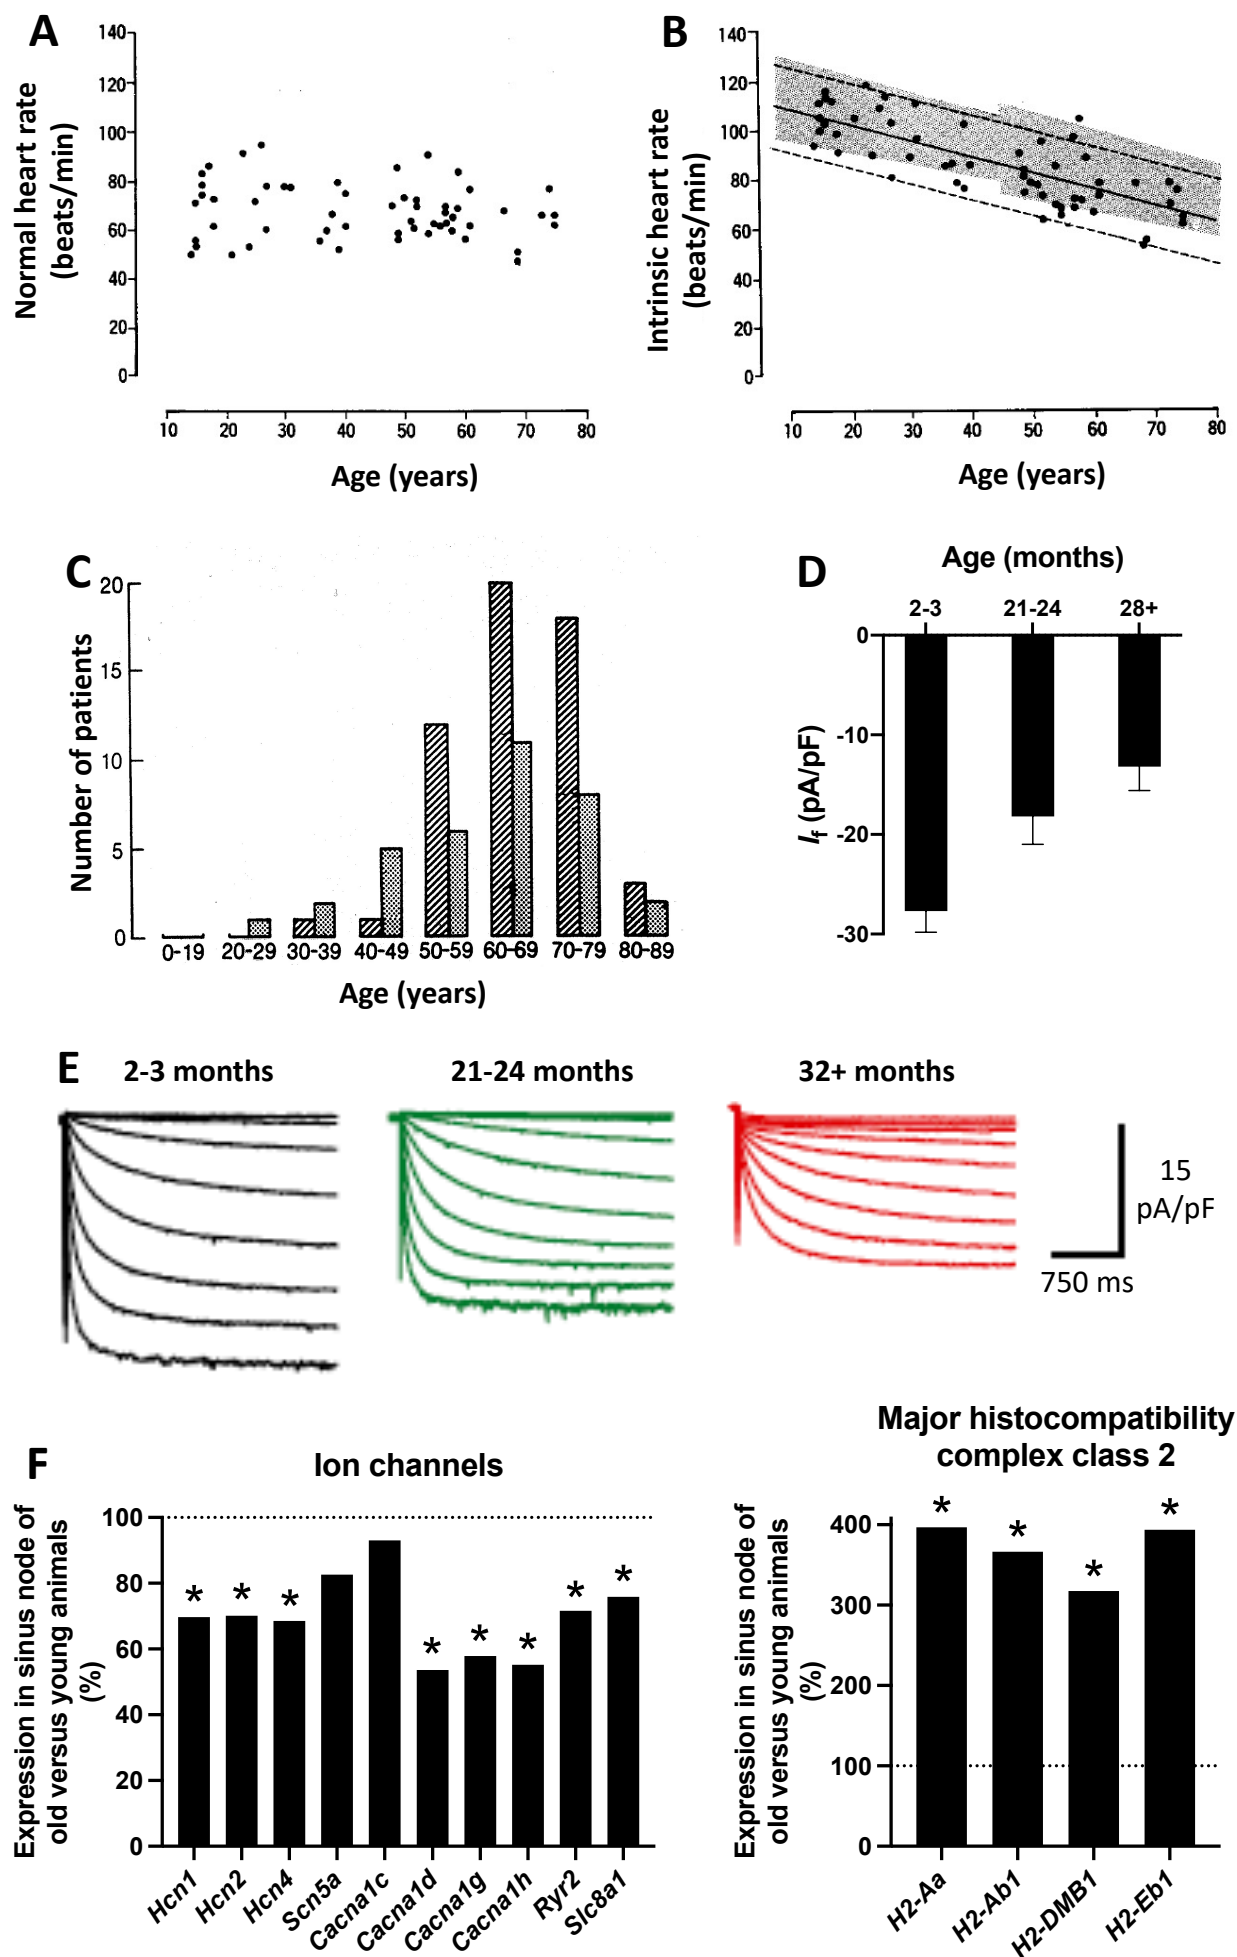 A
Normal heart rate
(beats/min)
140
120
100
80
60
40
20
0
10 20 30 40 50 60 70 80
Age (years)
B
Intrinsic heart rate
(beats/min)
140
120
100
80
60
40
20
0
10 20 30 40 50 60 70 80
Age (years)
C
Number of patients
20
15
10
5
0
0-19 20-29 30-39 40-49 50-59 60-69 70-79 80-89
Age (years)
D
Age (months)
2-3 21-24 28+
If (pA/pF)
0
-10
-20
-30
E
2-3 months
21-24 months
32+ months
15
pA/pF
750 ms
F
Ion channels
Expression in sinus node of
old versus young animals
(%)
100
80
60
40
20
0
* * * * * * * *
Hcn1 Hcn2 Hcn4 Scn5a Cacna1c Cacna1d Cacna1g Cacna1h Ryr2 Slc8a1
Major histocompatibility
complex class 2
Expression in sinus node of
old versus young animals
(%)
400
300
200
100
0
* * * *
H2-Aa H2-Ab1 H2-DMB1 H2-Eb1